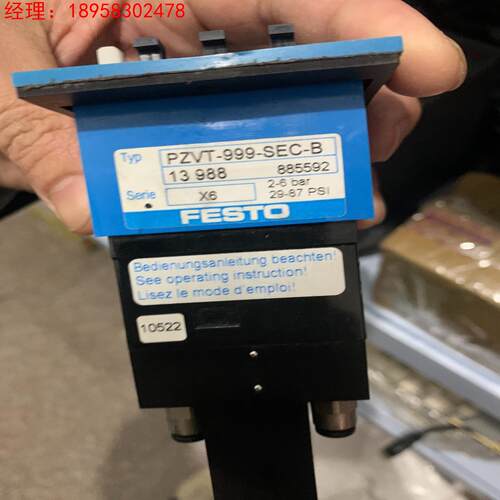 经理：18958302478
Typ PZVT-999-SEC-B
13 988 885592
Serie X6 2-6 bar
29-87 PSI
FESTO
Bedienungsanleitung beachten!
See operating instruction!
Lisez le mode d'emploi!
10522